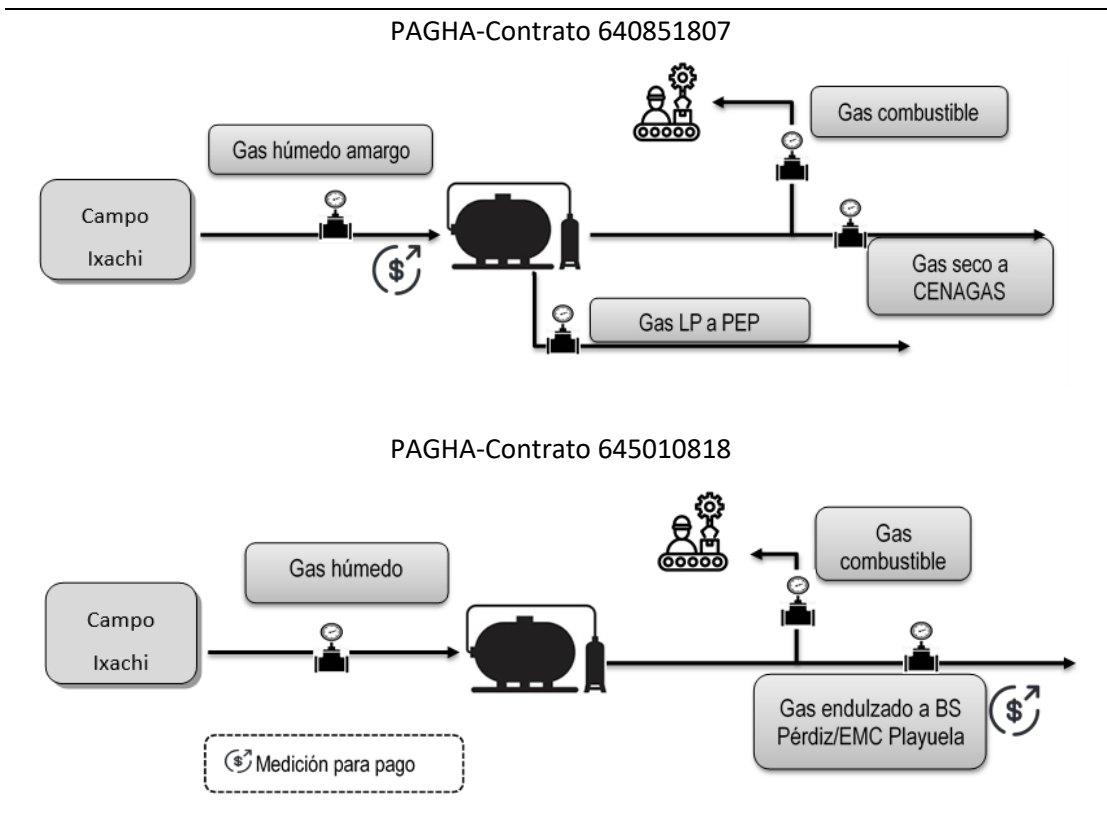 PAGHA-Contrato 640851807
Gas combustible
Gas húmedo amargo
Campo
Ixachi
$
Gas seco a
CENAGAS
Gas LP a PEP
PAGHA-Contrato 645010818
Gas
combustible
Gas húmedo
Campo
Ixachi
Gas endulzado a BS
Pérdiz/EMC Playuela
$
$ Medición para pago